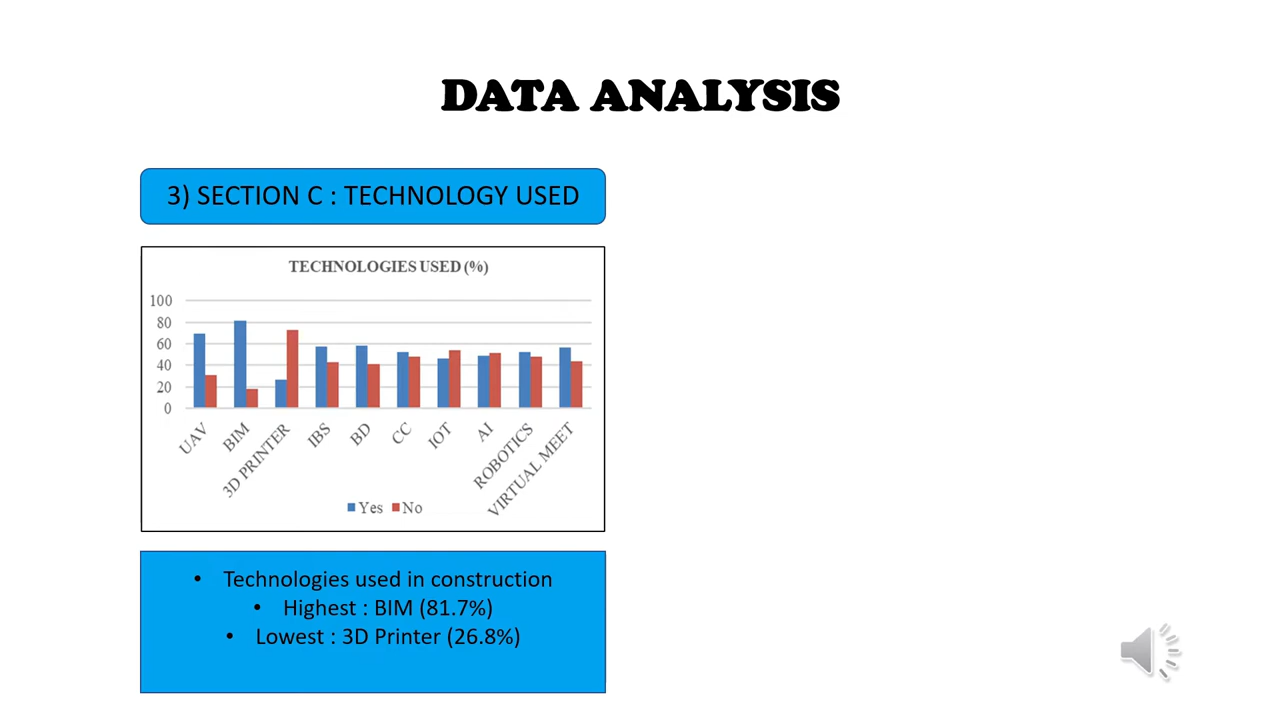 DATA ANALYSIS
3) SECTION C : TECHNOLOGY USED
TECHNOLOGIES USED (%)
100
80
60
40
20
0
UAV
BIM
3D PRINTER
IBS
BD
CC
IOT
AI
ROBOTICS
VIRTUAL MEET
Yes No
• Technologies used in construction
• Highest : BIM (81.7%)
• Lowest : 3D Printer (26.8%)